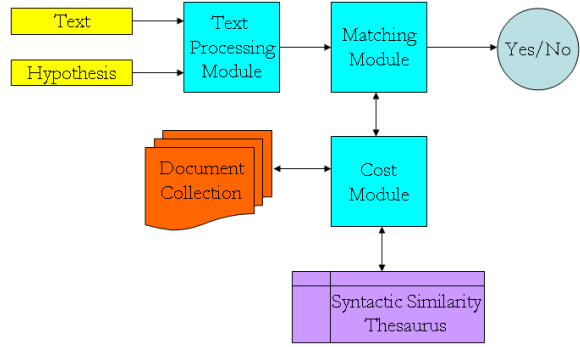 Text
Hypothesis
Text
Processing
Module
Matching
Module
Yes/No
Document
Collection
Cost
Module
Syntactic Similarity
Thesaurus